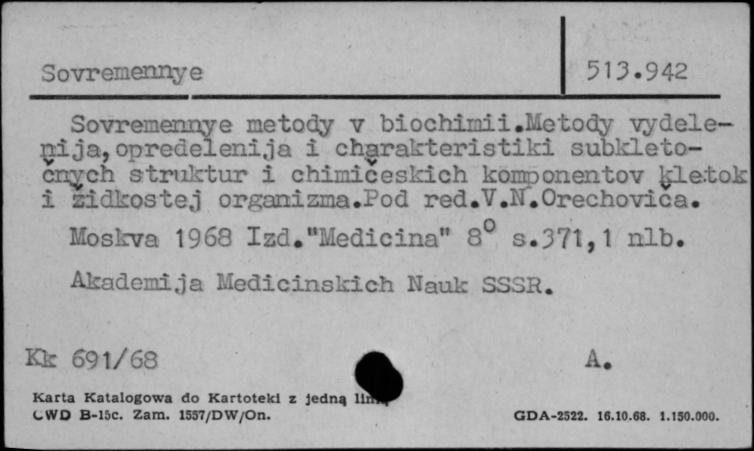 Sovremennye 513.942
Sovremennye metody v biochimii.Metody vydele-
nija,opredelenija i charakteristiki subkleto-
čnych struktur i chimičeskich komponentov kletok
i židkostej organizma.Pod red.V.N.Orechoviča.
Moskva 1968 Izd."Medicina" 8° s.371,1 nlb.
Akademija Medicinskich Nauk SSSR.
Kk 691/68 A.
Karta Katalogowa do Kartoteki z jedną
CWD B-15c. Zam. 1557/DW/On. GDA-2522. 16.10.68. 1.150.000.